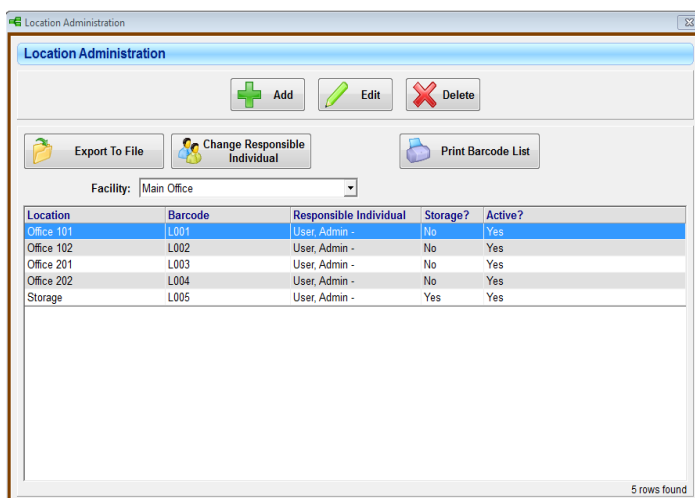 Location Administration
Location Administration
Add Edit Delete
Export To File Change Responsible Individual Print Barcode List
Facility: Main Office
Location Barcode Responsible Individual Storage? Active?
Office 101 L001 User, Admin - No Yes
Office 102 L002 User, Admin - No Yes
Office 201 L003 User, Admin - No Yes
Office 202 L004 User, Admin - No Yes
Storage L005 User, Admin - Yes Yes
5 rows found